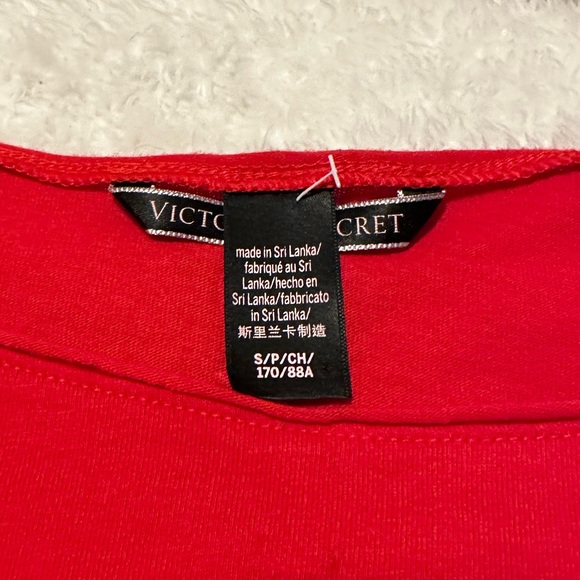 VICTO CRET
made in Sri Lanka/
fabriqué au Sri
Lanka/hecho en
Sri Lanka/fabbricato
in Sri Lanka/
斯里兰卡制造
S/P/CH/
170/88A